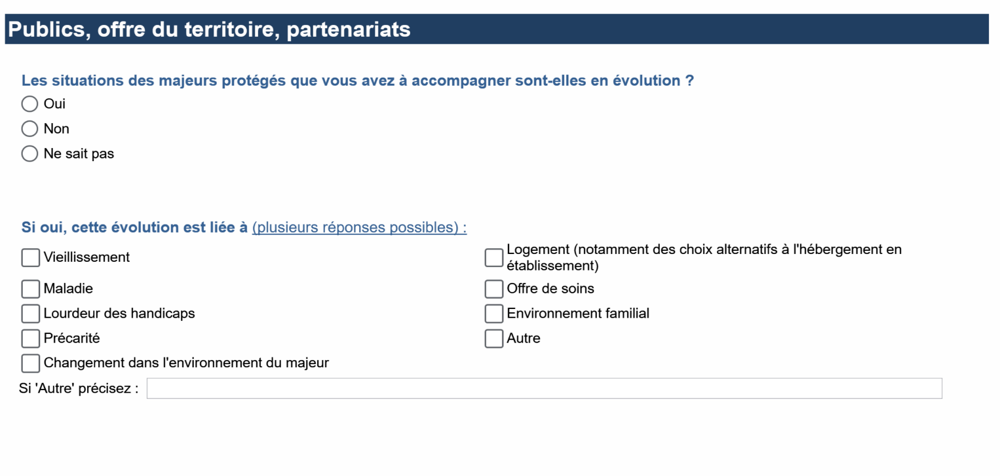 Publics, offre du territoire, partenariats
Les situations des majeurs protégés que vous avez à accompagner sont-elles en évolution ?
Oui
Non
Ne sait pas
Si oui, cette évolution est liée à (plusieurs réponses possibles) :
Vieilllissement
Logement (notamment des choix alternatifs à l'hébergement en
établissement)
Maladie
Offre de soins
Lourdeur des handicaps
Environnement familial
Précarité
Autre
Changement dans l'environnement du majeur
Si 'Autre' précisez :